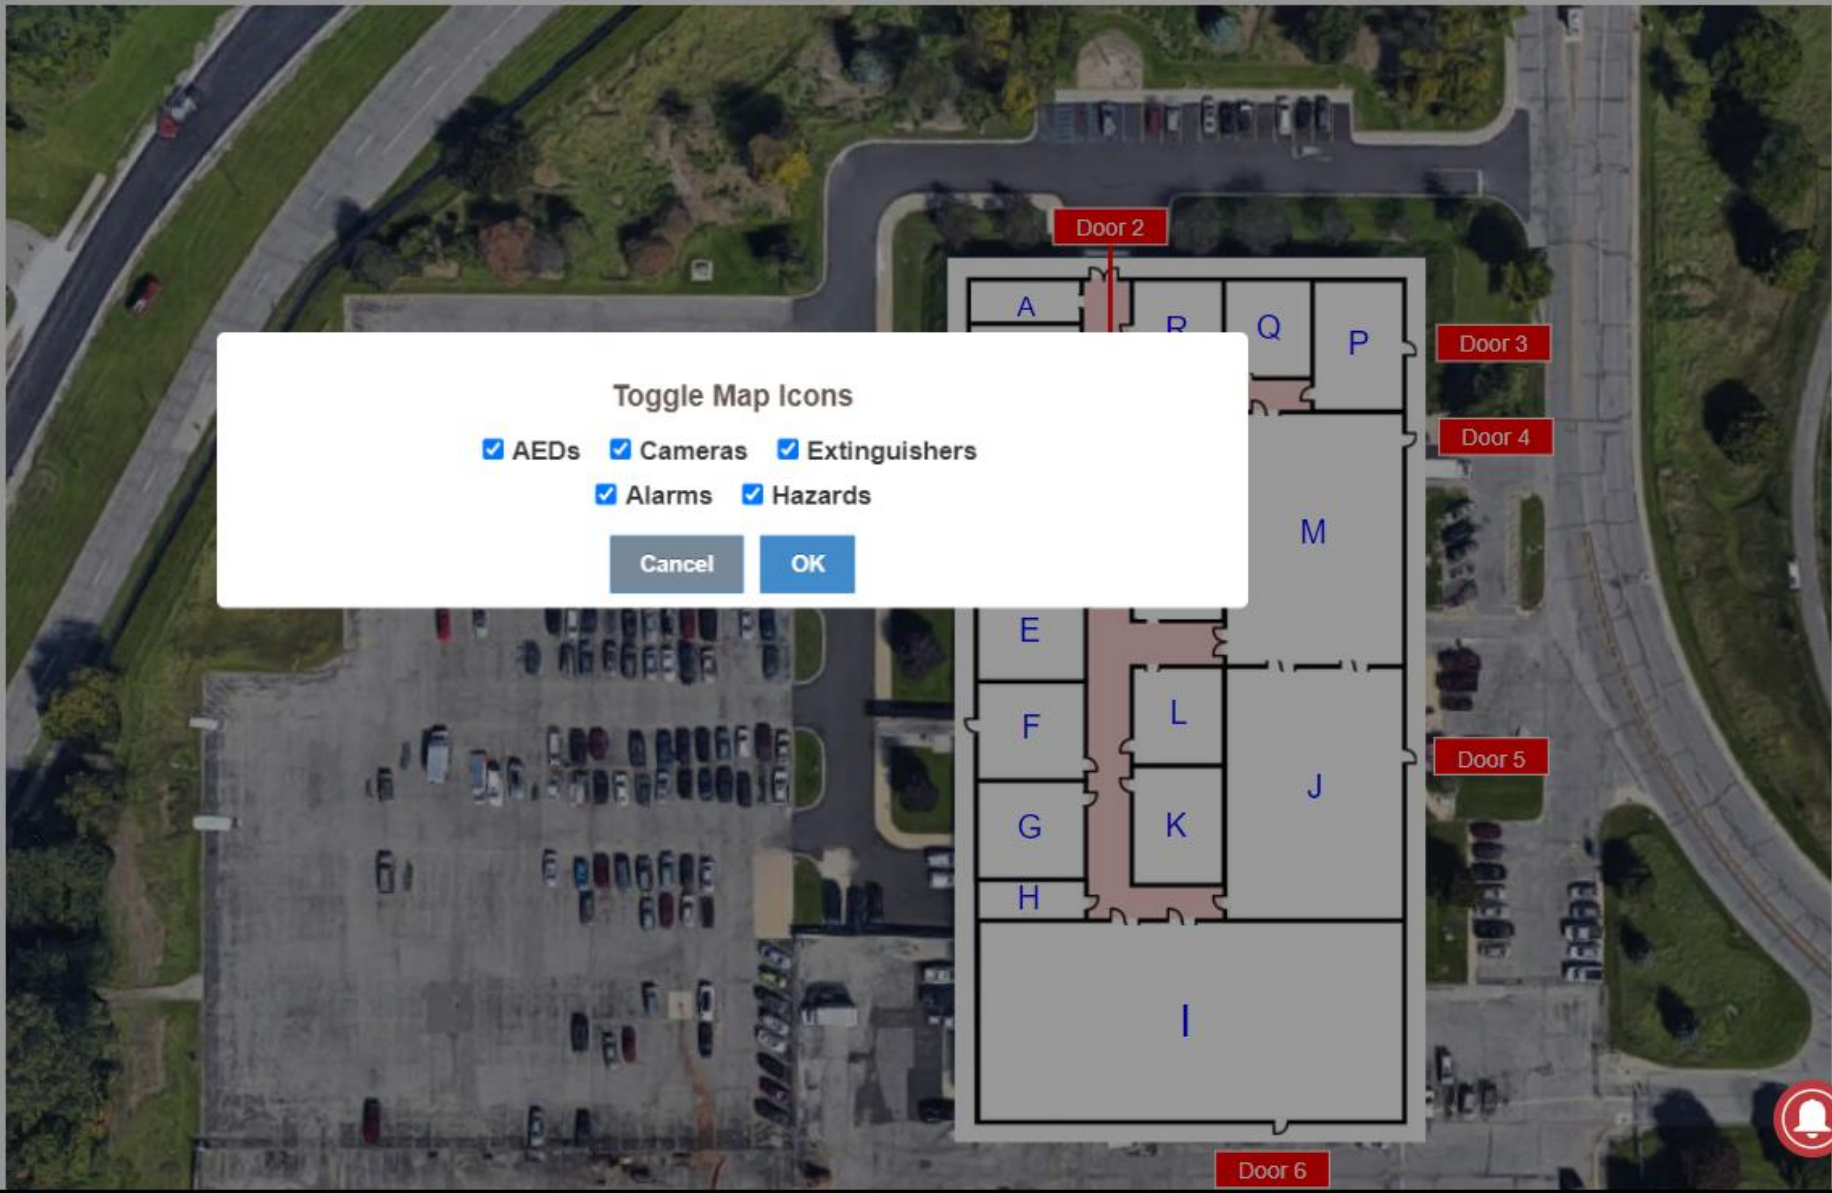 Door 2
A
R
Q
P
Door 3
Toggle Map Icons
AEDs Cameras Extinguishers
Alarms Hazards
Cancel OK
Door 4
M
E
L
F
Door 5
J
G
K
H
I
Door 6